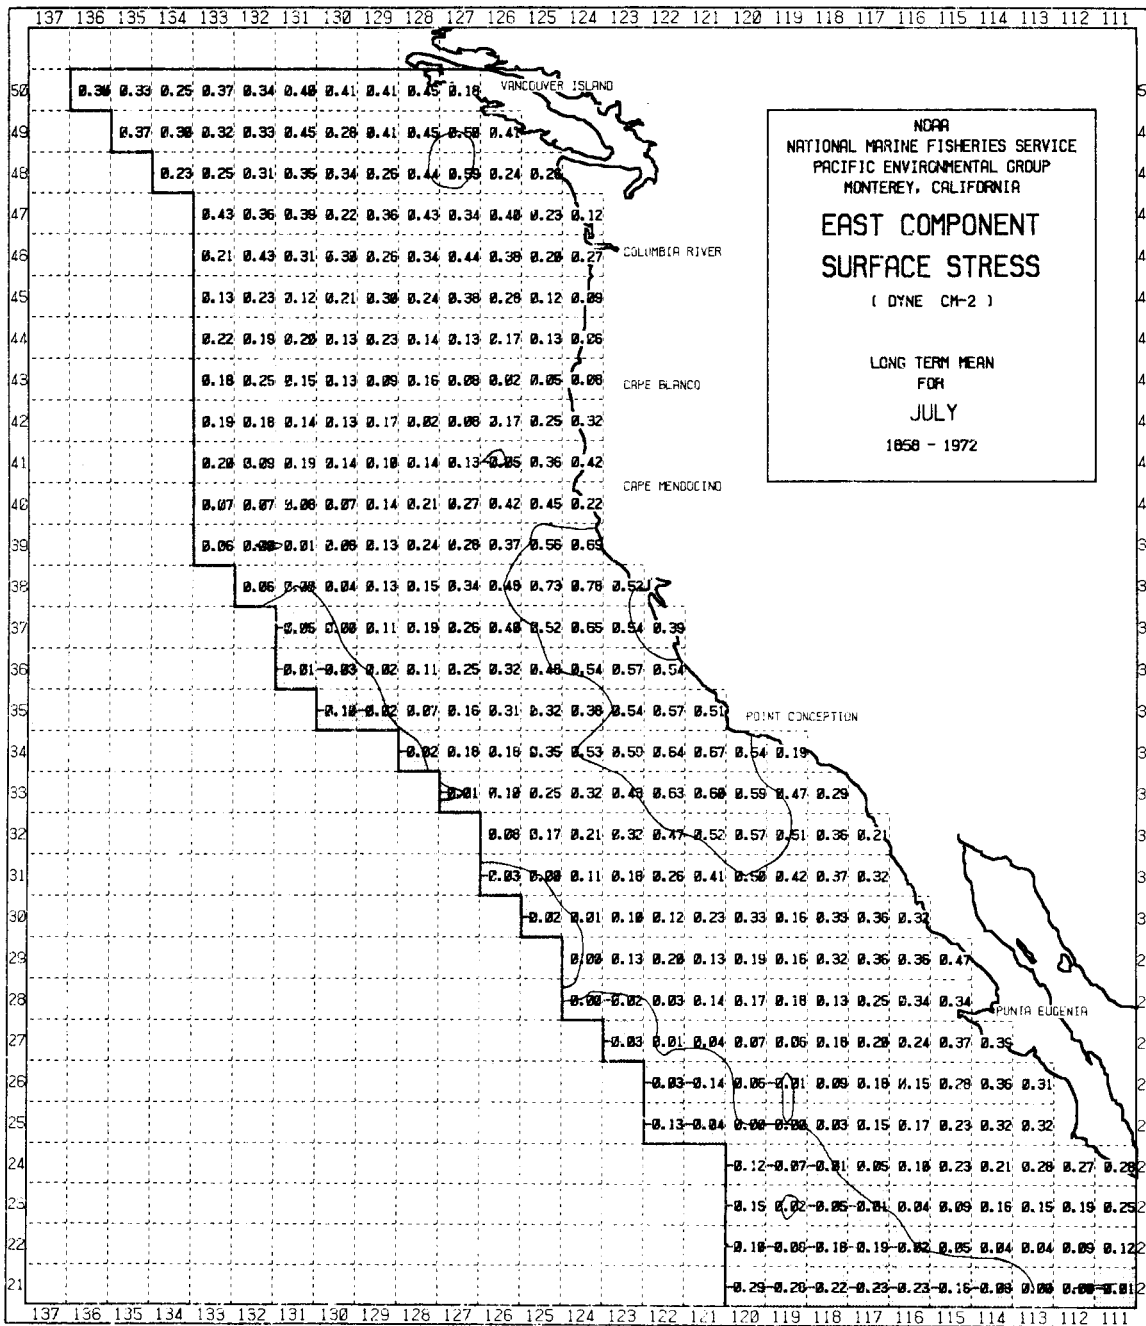 137 136 135 134 133 132 131 130 129 128 127 126 125 124 123 122 121 120 119 118 117 116 115 114 113 112 111
50 0.33 0.25 0.37 0.34 0.40 0.41 0.41 0.45 0.18 VANCOUVER ISLAND
49 0.37 0.30 0.32 0.33 0.45 0.28 0.41 0.45 0.50 0.41
48 0.23 0.25 0.31 0.35 0.34 0.26 0.44 0.59 0.24 0.28
47 0.43 0.36 0.39 0.22 0.36 0.43 0.34 0.40 0.23 0.12
46 0.21 0.43 0.31 0.30 0.26 0.34 0.44 0.38 0.20 0.27 COLUMBIA RIVER
45 0.13 0.23 0.12 0.21 0.30 0.24 0.38 0.28 0.12 0.09
44 0.22 0.19 0.20 0.13 0.23 0.14 0.13 0.17 0.13 0.06
43 0.18 0.25 0.15 0.13 0.09 0.16 0.08 0.02 0.05 0.08 CAPE BLANCO
42 0.19 0.18 0.14 0.13 0.17 0.02 0.08 0.17 0.25 0.32
41 0.20 0.09 0.19 0.14 0.10 0.14 0.13 -0.05 0.36 0.42
CAPE MENDOCINO
40 0.07 0.07 0.08 0.07 0.14 0.21 0.27 0.42 0.45 0.22
39 0.06 0.01 0.08 0.13 0.24 0.28 0.37 0.56 0.69
38 0.06 0.04 0.13 0.15 0.34 0.48 0.73 0.78 0.52
37 -0.05 0.00 0.11 0.19 0.26 0.40 0.52 0.65 0.54 0.39
36 -0.01 -0.03 0.02 0.11 0.25 0.32 0.48 0.54 0.57 0.54
35 -0.10 -0.02 0.07 0.16 0.31 0.32 0.38 0.54 0.57 0.51 POINT CONCEPTION
34 -0.02 0.18 0.16 0.35 0.53 0.59 0.64 0.67 0.54 0.19
33 0.10 0.25 0.32 0.43 0.63 0.60 0.59 0.47 0.29
32 0.08 0.17 0.21 0.32 0.47 0.52 0.57 0.51 0.36 0.21
31 -0.03 0.11 0.18 0.26 0.41 0.50 0.42 0.37 0.32
30 -0.02 0.01 0.10 0.12 0.23 0.33 0.16 0.39 0.36 0.32
29 0.00 0.13 0.20 0.13 0.19 0.16 0.32 0.36 0.36 0.47
28 -0.00 -0.02 0.03 0.14 0.17 0.18 0.13 0.25 0.34 0.34 PUNTA EUGENIA
27 -0.03 0.01 0.04 0.07 0.06 0.18 0.20 0.24 0.37 0.39
26 -0.03 -0.14 0.06 -0.01 0.09 0.18 0.15 0.28 0.36 0.31
25 -0.13 -0.04 0.03 0.15 0.17 0.23 0.32 0.32
24 -0.12 -0.07 -0.01 0.05 0.10 0.23 0.21 0.28 0.27 0.28
23 -0.15 0.02 -0.05 -0.01 0.04 0.09 0.16 0.15 0.19 0.25
22 -0.10 -0.06 -0.18 -0.19 -0.02 0.05 0.04 0.04 0.09 0.12
21 -0.29 -0.20 -0.22 -0.23 -0.23 -0.16 -0.08 0.00
137 136 135 134 133 132 131 130 129 128 127 126 125 124 123 122 121 120 119 118 117 116 115 114 113 112 111
NOAA
NATIONAL MARINE FISHERIES SERVICE
PACIFIC ENVIRONMENTAL GROUP
MONTEREY, CALIFORNIA
EAST COMPONENT
SURFACE STRESS
( DYNE CM-2 )
LONG TERM MEAN
FOR
JULY
1858 - 1972